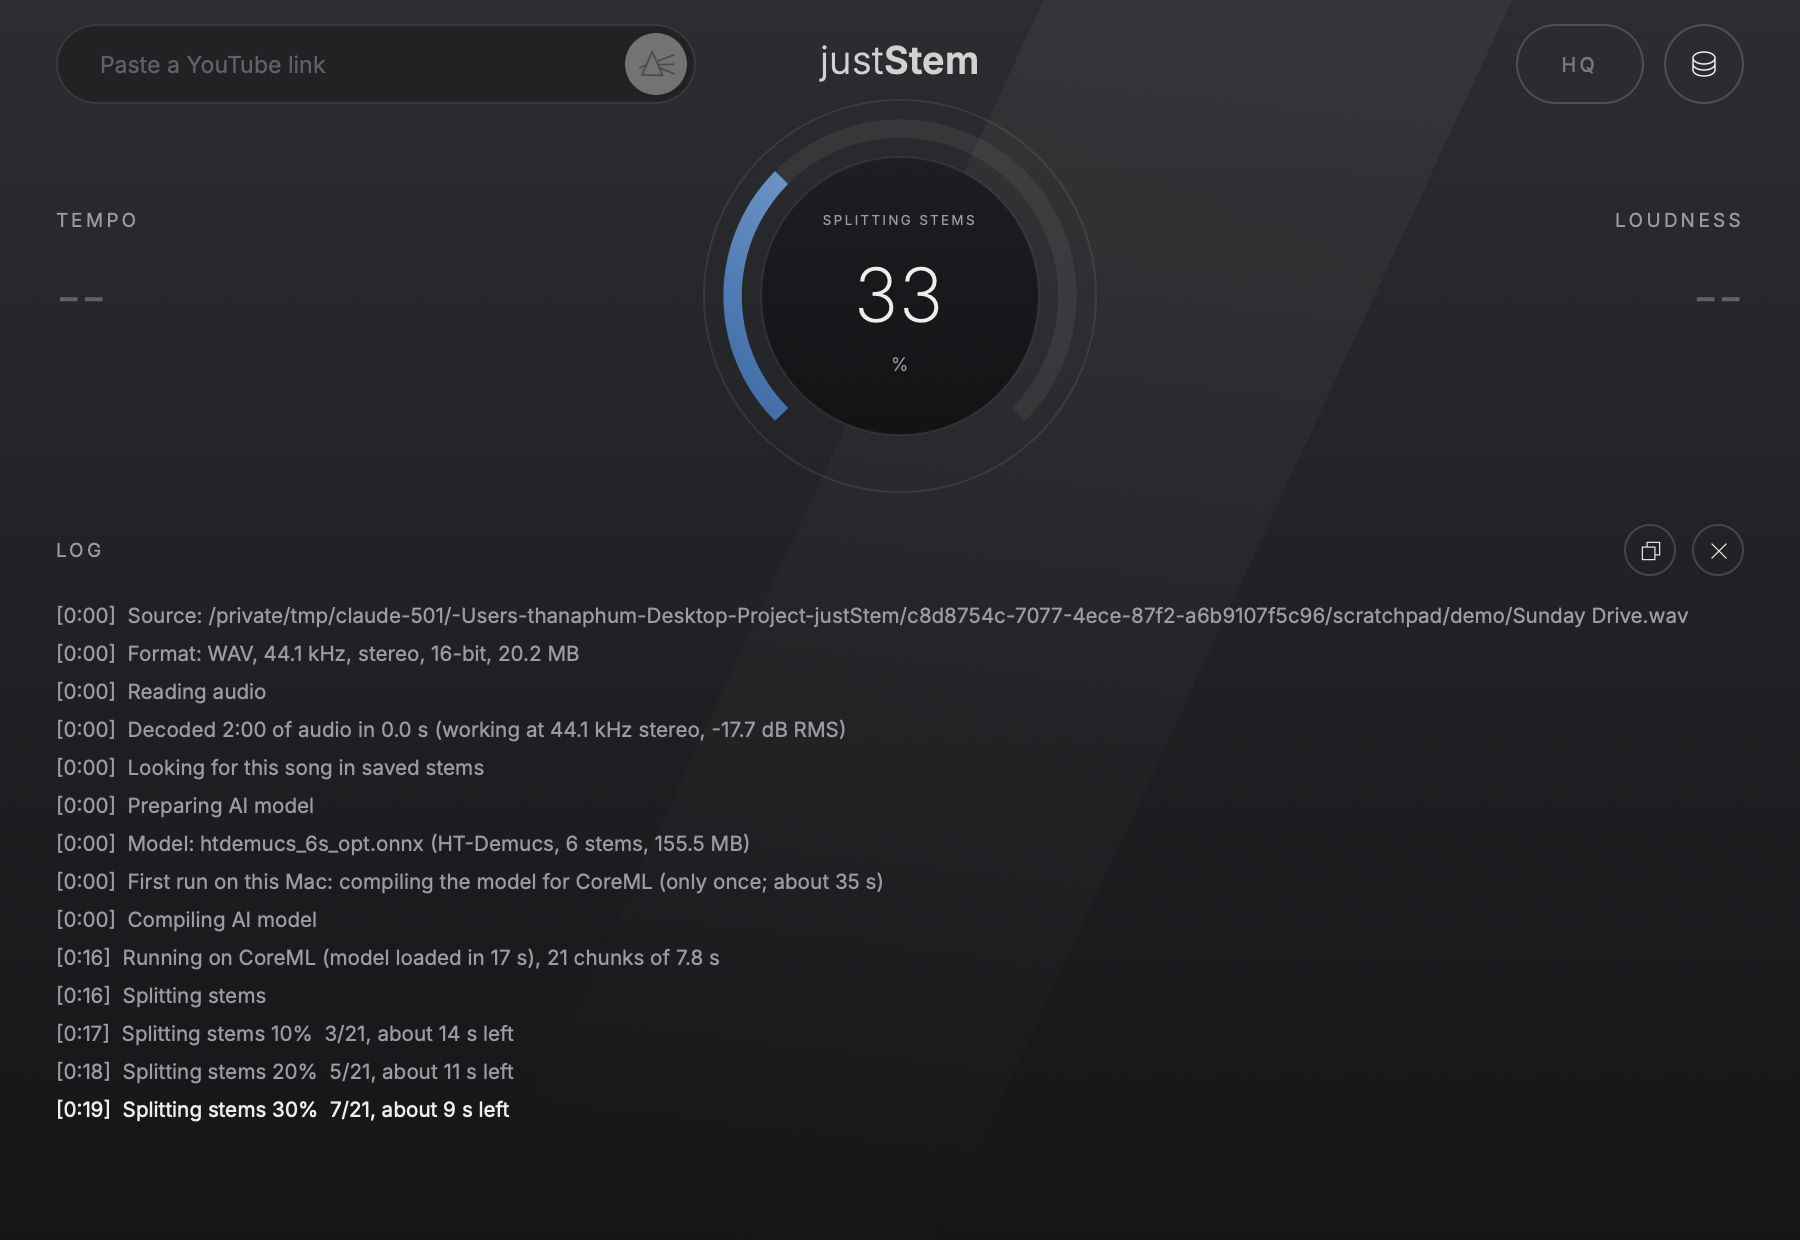 Paste a YouTube link
justStem
HQ
TEMPO
--
SPLITTING STEMS
33
%
LOUDNESS
--
LOG
[0:00] Source: /private/tmp/claude-501/-Users-thanaphum-Desktop-Project-justStem/c8d8754c-7077-4ece-87f2-a6b9107f5c96/scratchpad/demo/Sunday Drive.wav
[0:00] Format: WAV, 44.1 kHz, stereo, 16-bit, 20.2 MB
[0:00] Reading audio
[0:00] Decoded 2:00 of audio in 0.0 s (working at 44.1 kHz stereo, -17.7 dB RMS)
[0:00] Looking for this song in saved stems
[0:00] Preparing AI model
[0:00] Model: htdemucs_6s_opt.onnx (HT-Demucs, 6 stems, 155.5 MB)
[0:00] First run on this Mac: compiling the model for CoreML (only once; about 35 s)
[0:00] Compiling AI model
[0:16] Running on CoreML (model loaded in 17 s), 21 chunks of 7.8 s
[0:16] Splitting stems
[0:17] Splitting stems 10% 3/21, about 14 s left
[0:18] Splitting stems 20% 5/21, about 11 s left
[0:19] Splitting stems 30% 7/21, about 9 s left